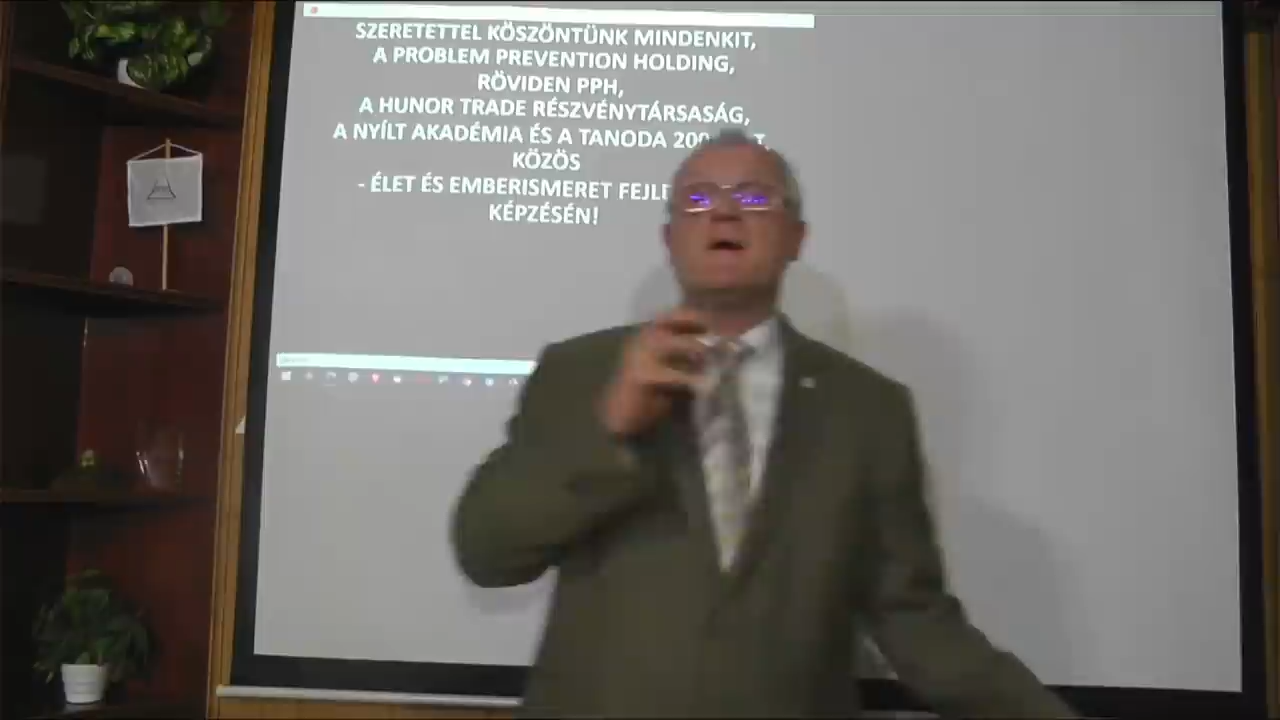 SZERETETTEL KÖSZÖNTÜNK MINDENKIT,
A PROBLEM PREVENTION HOLDING,
RÖVIDEN PPH,
A HUNOR TRADE RÉSZVÉNYTÁRSASÁG,
A NYÍLT AKADÉMIA ÉS A TANODA
KÖZÖS
- ÉLET ÉS EMBERISMERET
KÉPZÉSÉN!